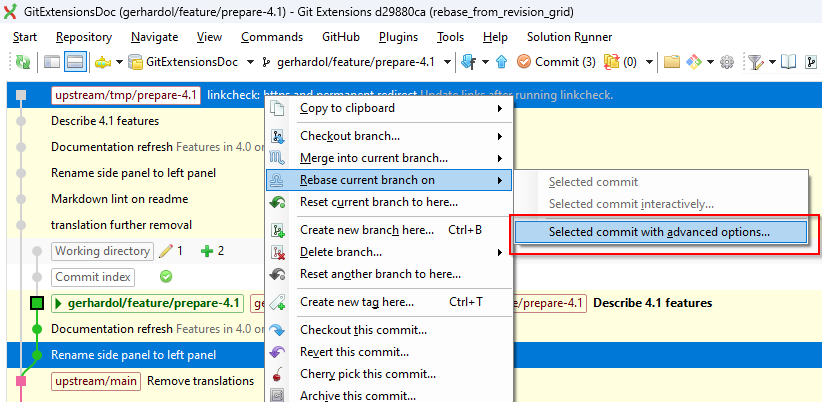 GitExtensionsDoc (gerhardol/feature/prepare-4.1) - Git Extensions d29880ca (rebase_from_revision_grid)
Start Repository Navigate View Commands GitHub Plugins Tools Help Solution Runner
GitExtensionsDoc gerhardol/feature/prepare-4.1 Commit (3) (0)
upstream/tmp/prepare-4.1 linkcheck: https and permanent redirect Update links after running linkcheck.
Describe 4.1 features
Documentation refresh Features in 4.0 or
Rename side panel to left panel
Markdown lint on readme
translation further removal
Working directory 1 + 2
Commit index
gerhardol/feature/prepare-4.1 ge e/prepare-4.1 Describe 4.1 features
Documentation refresh Features in 4.0 or
Rename side panel to left panel
upstream/main Remove translations
Copy to clipboard
Checkout branch...
Merge into current branch...
Rebase current branch on
Reset current branch to here...
Create new branch here... Ctrl+B
Delete branch...
Reset another branch to here...
Create new tag here... Ctrl+T
Checkout this commit...
Revert this commit...
Cherry pick this commit...
Archive this commit...
Selected commit
Selected commit interactively...
Selected commit with advanced options...